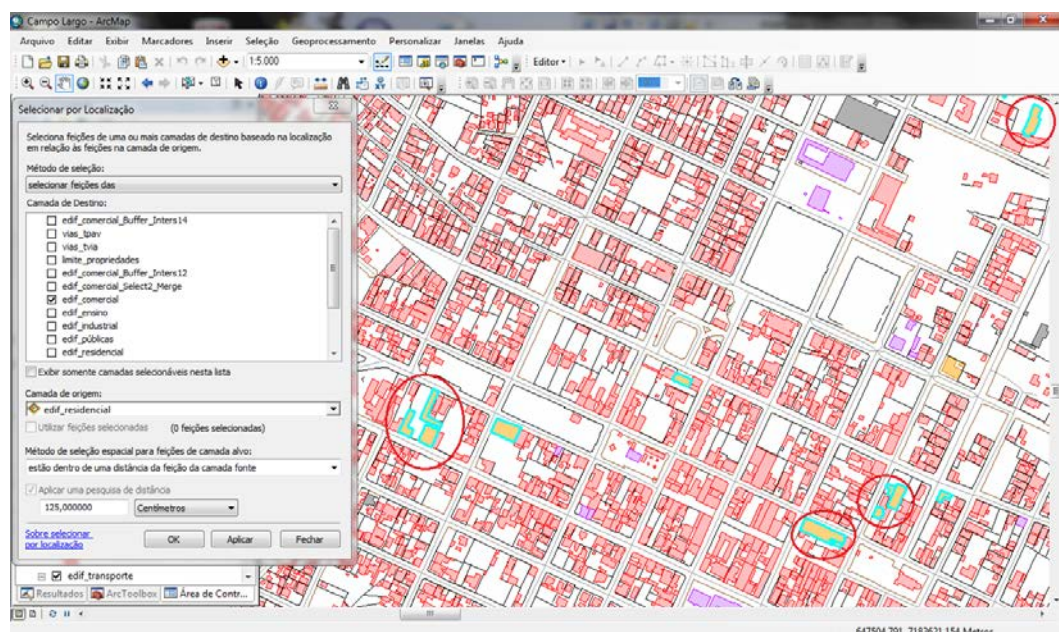 Campo Largo - ArcMap
Arquivo Editar Exibir Marcadores Inserir Seleção Geoprocessamento Personalizar Janelas Ajuda
1:5.000
Editor
Selecionar por Localização
Seleciona feições de uma ou mais camadas de destino baseado na localização
em relação às feições na camada de origem.
Método de seleção:
selecionar feições das
Camada de Destino:
edif_comercial_Buffer_Inters14
vias_tpav
vias_tvia
limite_propriedades
edif_comercial_Buffer_Inters12
edif_comercial_Select2_Merge
edif_comercial
edif_ensino
edif_industrial
edif_públicas
edif_residencial
Exibir somente camadas selecionáveis nesta lista
Camada de origem:
edif_residencial
Utilizar feições selecionadas (0 feições selecionadas)
Método de seleção espacial para feições de camada alvo:
estão dentro de uma distância da feição da camada fonte
Aplicar uma pesquisa de distância
125,000000 Centímetros
Sobre selecionar
por localização
OK Aplicar Fechar
edif_transporte
Resultados ArcToolbox Área de Contr...
647504,791 7182621,154 Metros